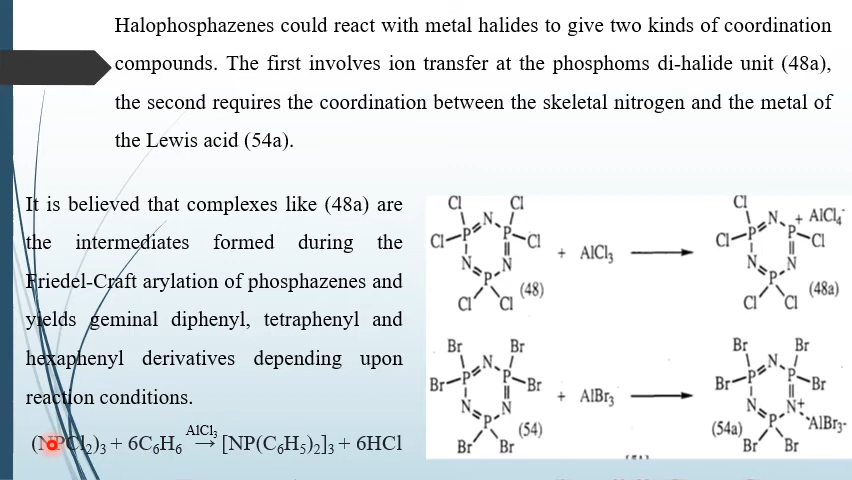 Halophosphazenes could react with metal halides to give two kinds of coordination
compounds. The first involves ion transfer at the phosphoms di-halide unit (48a),
the second requires the coordination between the skeletal nitrogen and the metal of
the Lewis acid (54a).
It is believed that complexes like (48a) are
the intermediates formed during the
Friedel-Craft arylation of phosphazenes and
yields geminal diphenyl, tetraphenyl and
hexaphenyl derivatives depending upon
reaction conditions.
(NPCl₂)₃ + 6C₆H₆ AlCl₃ → [NP(C₆H₅)₂]₃ + 6HCl
Cl Cl
N
Cl P P Cl
N N
P
Cl Cl
(48)
+ AlCl₃
Cl
N + AlCl₄⁻
Cl P P Cl
N N
P
Cl Cl
(48a)
Br Br
N
Br P P Br
N N
P
Br Br
(54)
+ AlBr₃
Br Br
N
Br P P Br
N N+
P AlBr₃-
Br Br
(54a)